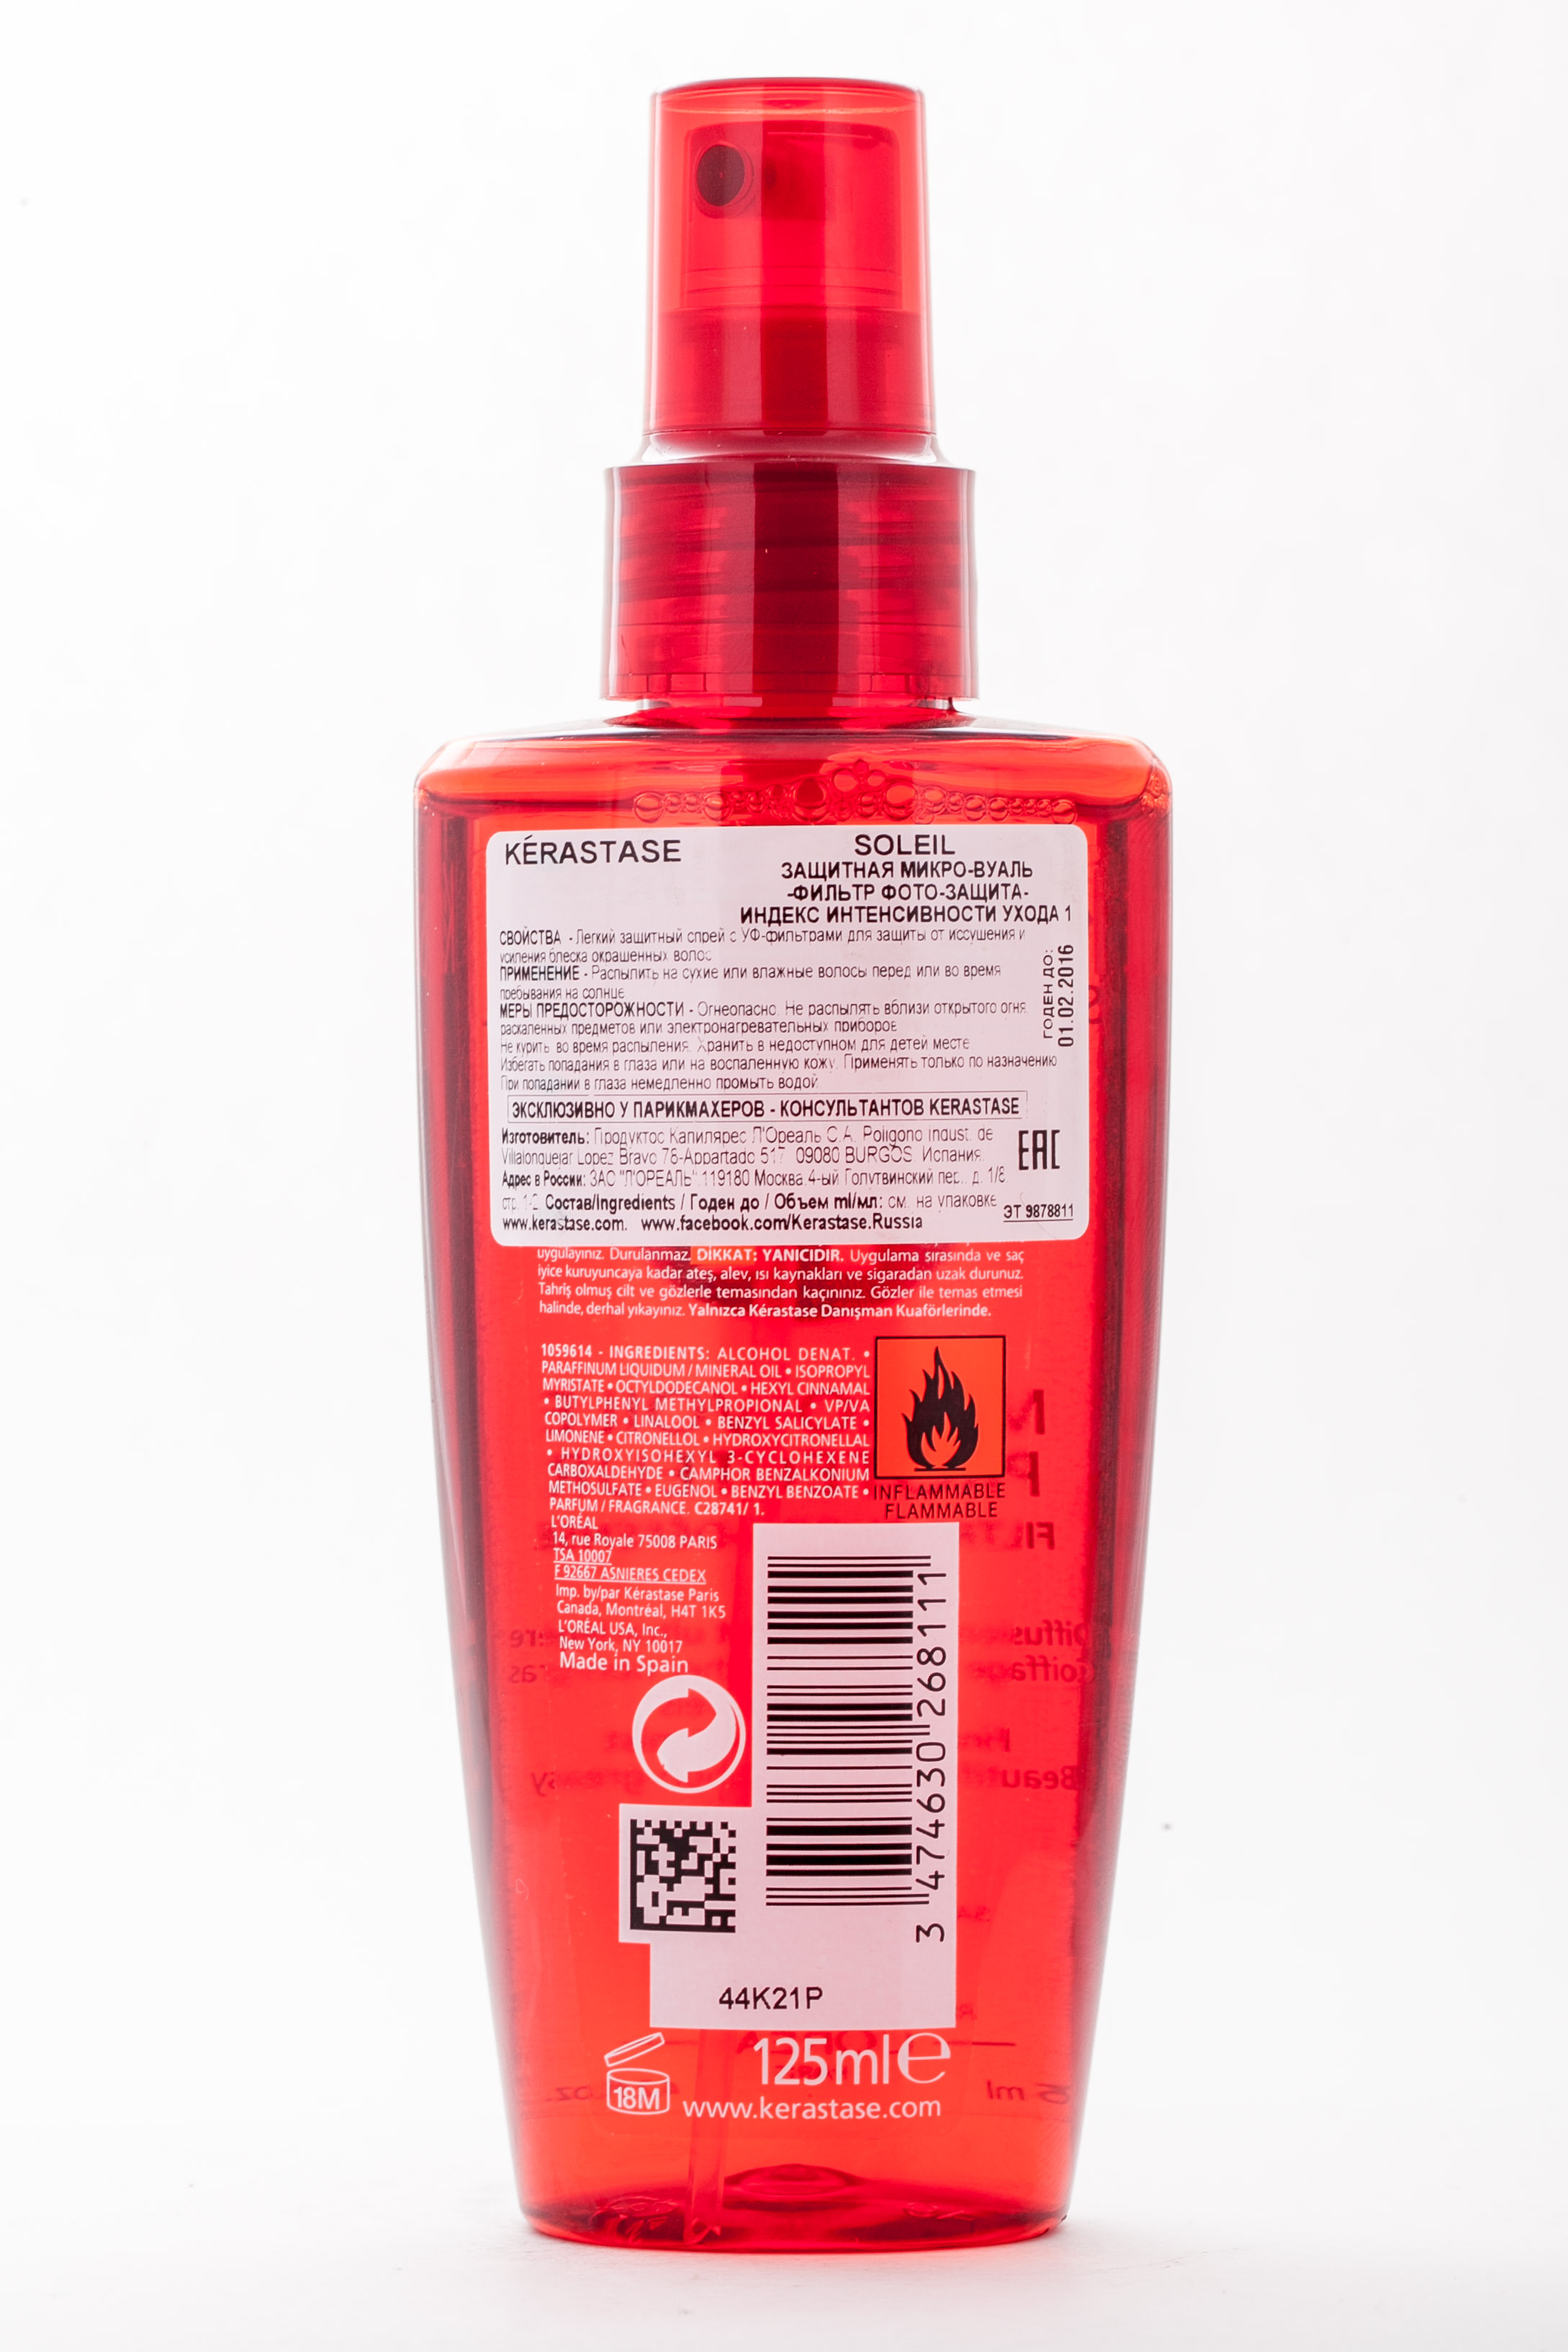 KÉRASTASE
SOLEIL
ЗАЩИТНАЯ МИКРО-ВУАЛЬ
-ФИЛЬТР ФОТО-ЗАЩИТА-
ИНДЕКС ИНТЕНСИВНОСТИ УХОДА 1
СВОЙСТВА - Легкий защитный спрей с УФ-фильтрами для защиты от иссушения и
усиления блеска окрашенных волос
ПРИМЕНЕНИЕ - Распылить на сухие или влажные волосы перед или во время
пребывания на солнце
МЕРЫ ПРЕДОСТОРОЖНОСТИ - Огнеопасно. Не распылять вблизи открытого огня,
раскаленных предметов или электронагревательных приборов
Не курить во время распыления. Хранить в недоступном для детей месте
Избегать попадания в глаза или на воспаленную кожу. Применять только по назначению
При попадании в глаза немедленно промыть водой
ГОДЕН ДО:
01.02.2016
ЭКСКЛЮЗИВНО У ПАРИКМАХЕРОВ - КОНСУЛЬТАНТОВ KERASTASE
Изготовитель: Продуктос Капилярес Л'Ореаль С.А. Poligono Indust. de
Villalonquejar Lopez Bravo 78-Appartado 517 09080 BURGOS Испания
Адрес в России: ЗАО "Л'ОРЕАЛЬ" 119180 Москва 4-ый Голутвинский пер., д. 1/8
стр. 1-2 Состав/Ingredients / Годен до / Объем ml/мл: см. на упаковке
www.kerastase.com. www.facebook.com/Kerastase.Russia
EAC
ЭТ 9878811
uygulayınız. Durulanmaz. DİKKAT: YANICIDIR. Uygulama sırasında ve saç
iyice kuruyuncaya kadar ateş, alev, ısı kaynakları ve sigaradan uzak durunuz.
Tahriş olmuş cilt ve gözlerle temasından kaçınınız. Gözler ile temas etmesi
halinde, derhal yıkayınız. Yalnızca Kérastase Danışman Kuaförlerinde.
1059614 - INGREDIENTS: ALCOHOL DENAT. •
PARAFFINUM LIQUIDUM / MINERAL OIL • ISOPROPYL
MYRISTATE • OCTYLDODECANOL • HEXYL CINNAMAL
• BUTYLPHENYL METHYLPROPIONAL • VP/VA
COPOLYMER • LINALOOL • BENZYL SALICYLATE •
LIMONENE • CITRONELLOL • HYDROXYCITRONELLAL
• HYDROXYISOHEXYL 3-CYCLOHEXENE
CARBOXALDEHYDE • CAMPHOR BENZALKONIUM
METHOSULFATE • EUGENOL • BENZYL BENZOATE •
PARFUM / FRAGRANCE. C28741/ 1.
INFLAMMABLE
FLAMMABLE
L'ORÉAL
14, rue Royale 75008 PARIS
TSA 10007
F 92667 ASNIERES CEDEX
Imp. by/par Kérastase Paris
Canada, Montréal, H4T 1K5
L'ORÉAL USA, Inc.,
New York, NY 10017
Made in Spain
3 474630 268111
44K21P
18M
125ml e
www.kerastase.com